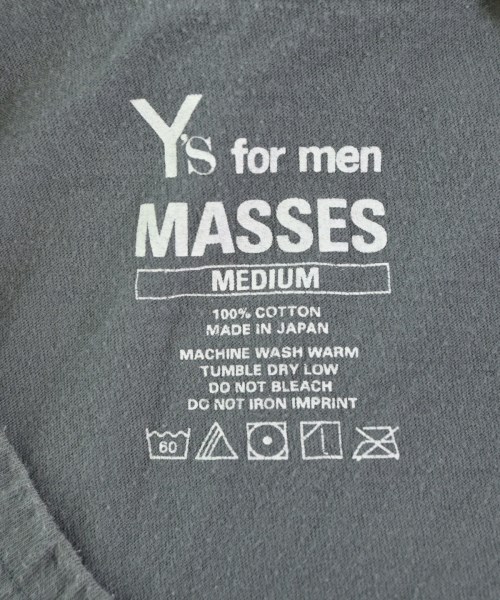 Y's for men
MASSES
MEDIUM
100% COTTON
MADE IN JAPAN
MACHINE WASH WARM
TUMBLE DRY LOW
DO NOT BLEACH
DO NOT IRON IMPRINT
60